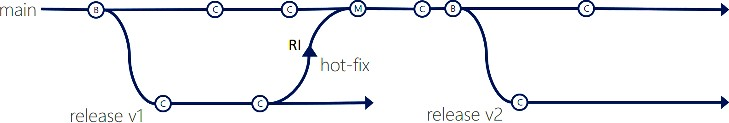 main B C C M C B C
RI
hot-fix
C C C
release v1 release v2